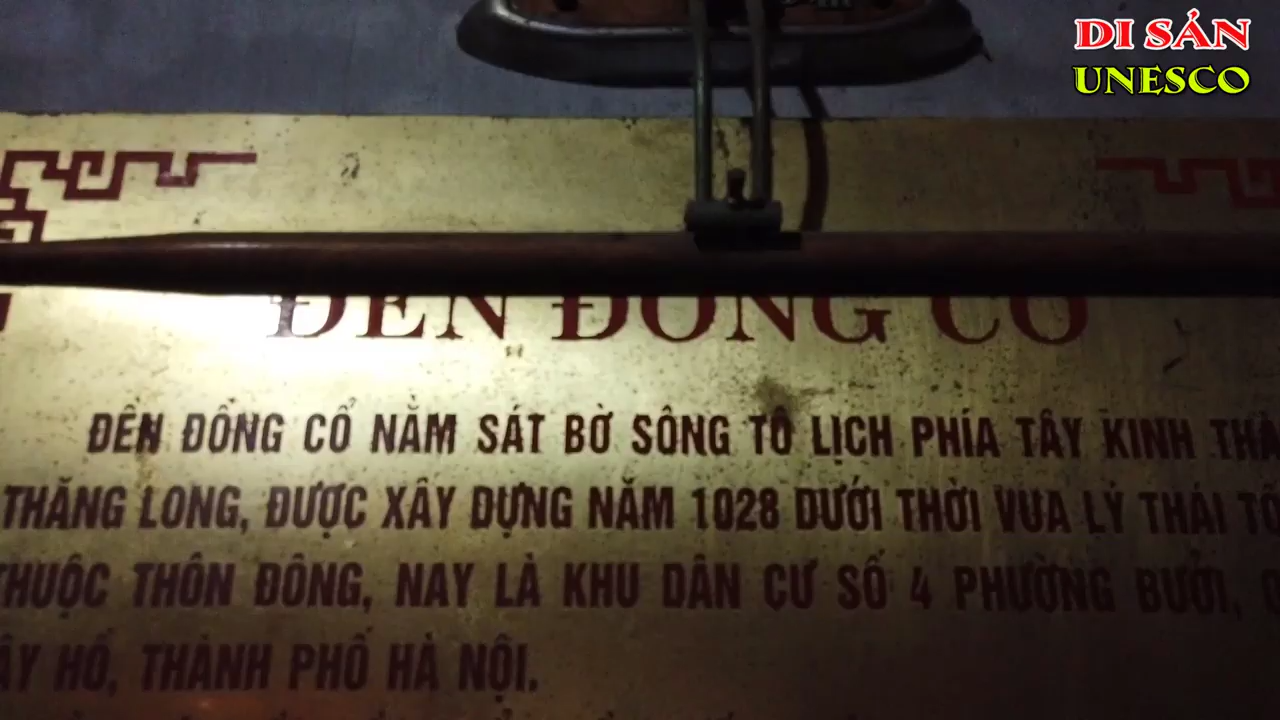 DI SẢN
UNESCO
ĐỀN ĐỒNG CỔ
ĐỀN ĐỒNG CỔ NẰM SÁT BỜ SÔNG TÔ LỊCH PHÍA TÂY KINH
THĂNG LONG, ĐƯỢC XÂY DỰNG NĂM 1028 DƯỚI THỜI VUA LÝ THÁI TỔ
THUỘC THÔN ĐÔNG, NAY LÀ KHU DÂN CƯ SỐ 4 PHƯỜNG BƯỞI,
HỒ, THÀNH PHỐ HÀ NỘI.